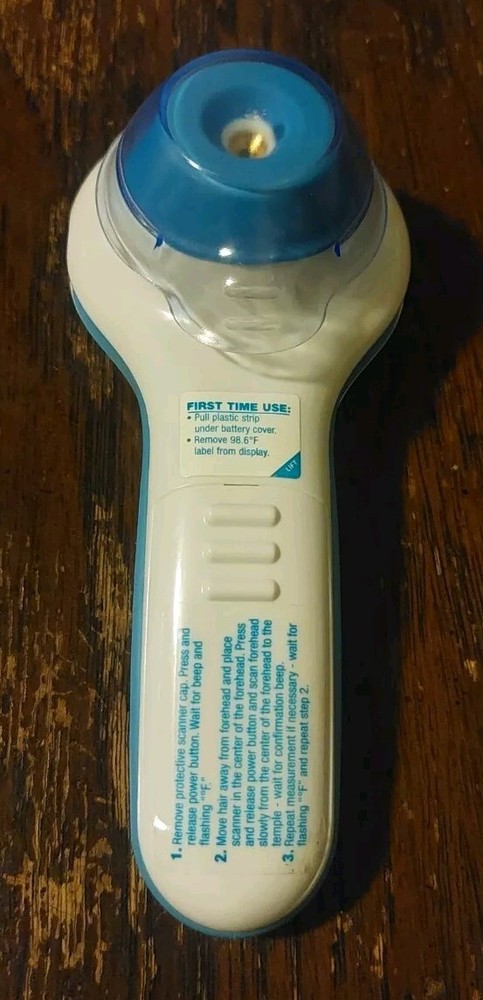 FIRST TIME USE:
• Pull plastic strip
under battery cover.
• Remove 98.6°F
label from display.
LIFT
1. Remove protective scanner cap. Press and
release power button. Wait for beep and
flashing "°F."
2. Move hair away from forehead and place
scanner in the center of the forehead. Press
and release power button and scan forehead
slowly from the center of the forehead to the
temple - wait for confirmation beep.
3. Repeat measurement if necessary - wait for
flashing "°F" and repeat step 2.